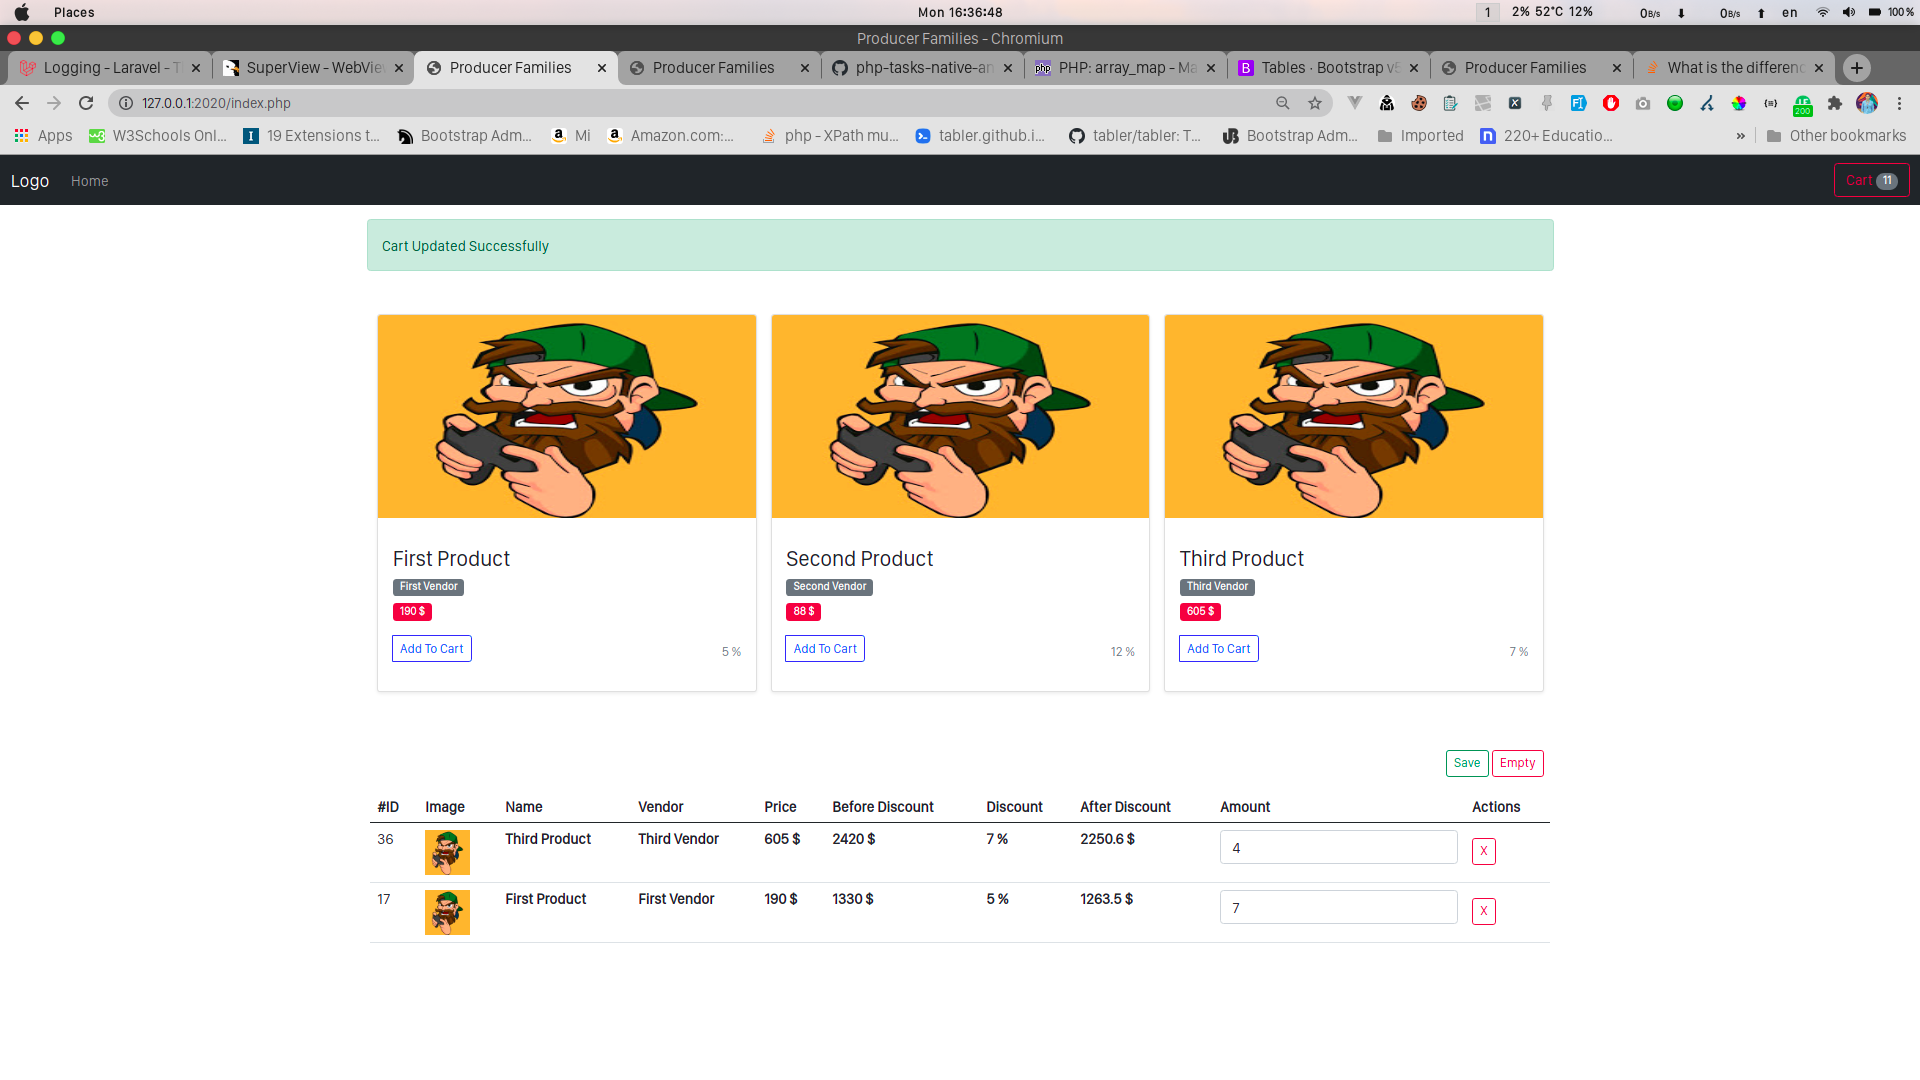 Places
Mon 16:36:48
1 2% 52°C 12% 0B/s 0B/s en 100%
Producer Families - Chromium
Logging - Laravel - T
SuperView - WebView
Producer Families
Producer Families
php-tasks-native-an
PHP: array_map - Ma
Tables · Bootstrap v5
Producer Families
What is the differenc
127.0.0.1:2020/index.php
200
Apps
W3Schools Onl...
19 Extensions t...
Bootstrap Adm...
Mi
Amazon.com:...
php - XPath mu...
tabler.github.i...
tabler/tabler: T...
Bootstrap Adm...
Imported
220+ Educatio...
»
Other bookmarks
Logo
Home
Cart 11
Cart Updated Successfully
First Product
First Vendor
190 $
Add To Cart
5 %
Second Product
Second Vendor
88 $
Add To Cart
12 %
Third Product
Third Vendor
605 $
Add To Cart
7 %
Save
Empty
#ID Image Name Vendor Price Before Discount Discount After Discount Amount Actions
36 Third Product Third Vendor 605 $ 2420 $ 7 % 2250.6 $ 4 X
17 First Product First Vendor 190 $ 1330 $ 5 % 1263.5 $ 7 X